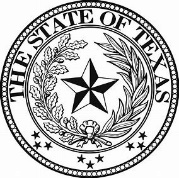 THE STATE OF TEXAS